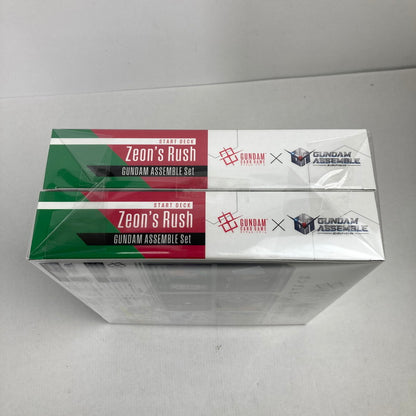 START DECK
Zeon's Rush
GUNDAM ASSEMBLE Set
GUNDAM
CARD GAME
×
GUNDAM
ASSEMBLE
START DECK
Zeon's Rush
GUNDAM ASSEMBLE Set
GUNDAM
CARD GAME
×
GUNDAM
ASSEMBLE